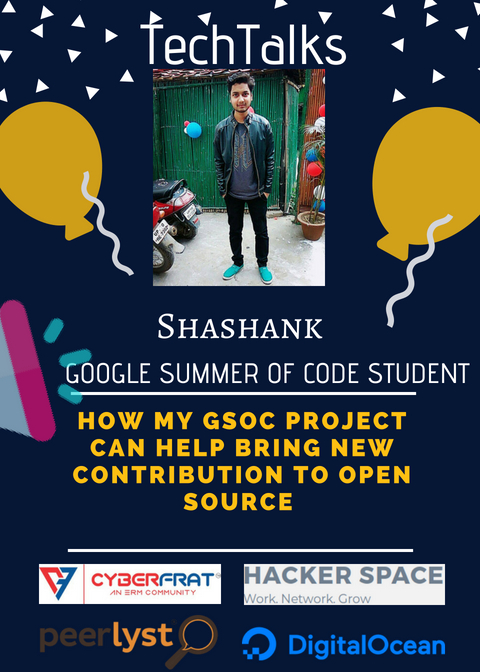 TechTalks
Shashank
GOOGLE SUMMER OF CODE STUDENT
HOW MY GSOC PROJECT
CAN HELP BRING NEW
CONTRIBUTION TO OPEN
SOURCE
CYBERFRAT®
AN ERM COMMUNITY
HACKER SPACE
Work. Network. Grow
peerlyst
DigitalOcean